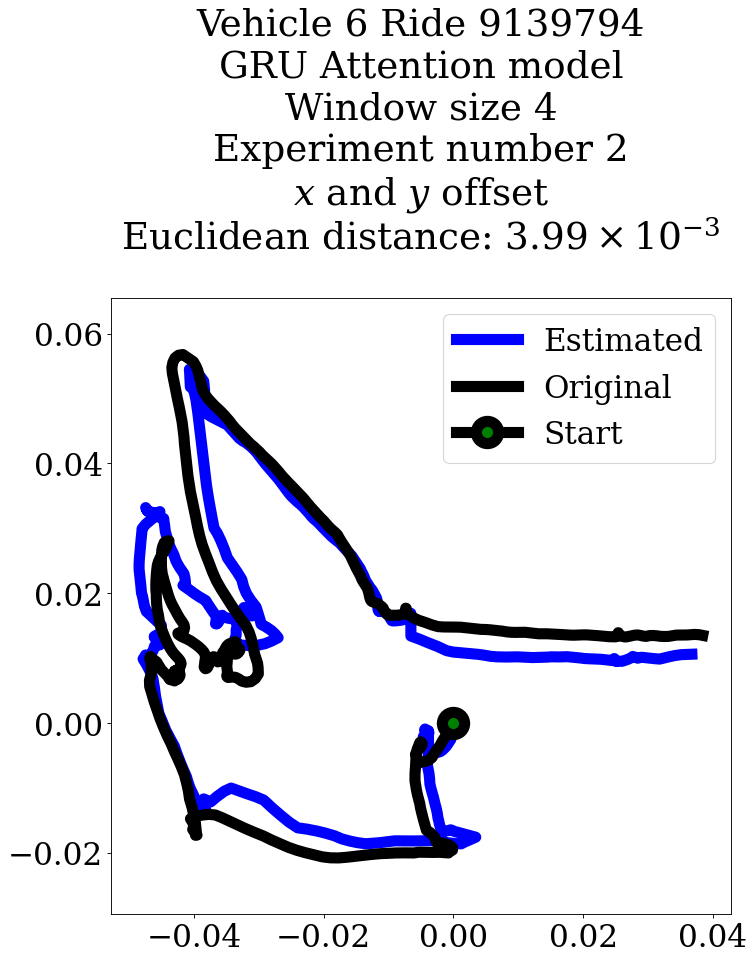 Vehicle 6 Ride 9139794
GRU Attention model
Window size 4
Experiment number 2
x and y offset
Euclidean distance: 3.99 × 10⁻³
Estimated
Original
Start
0.06
0.04
0.02
0.00
−0.02
−0.04 −0.02 0.00 0.02 0.04